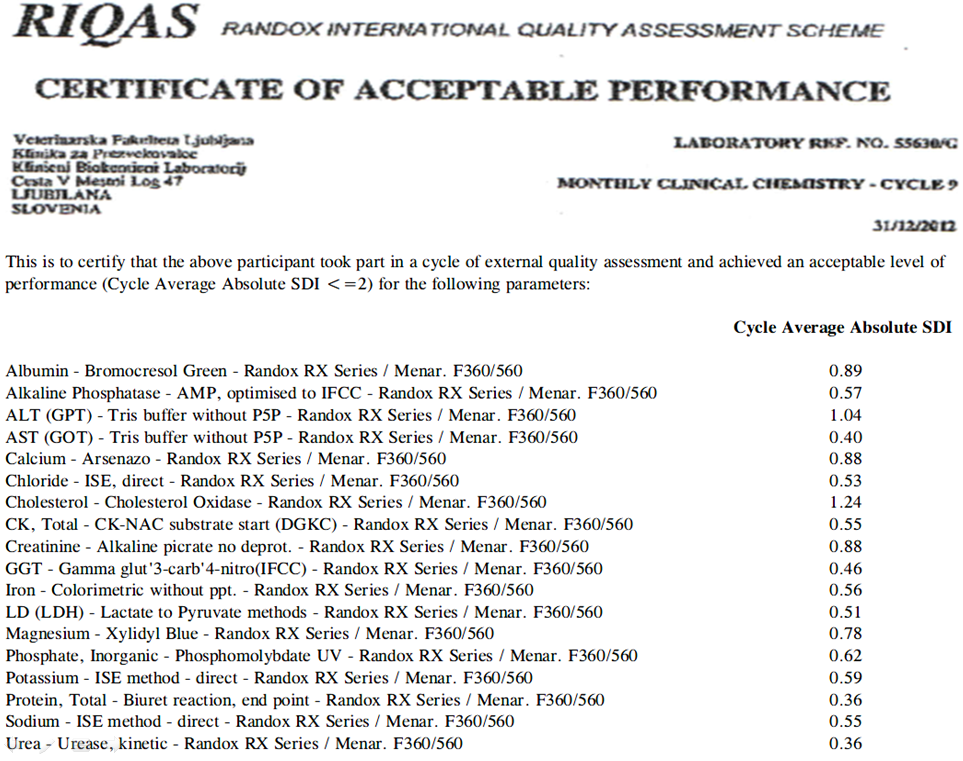 RIQAS RANDOX INTERNATIONAL QUALITY ASSESSMENT SCHEME
CERTIFICATE OF ACCEPTABLE PERFORMANCE
Veterinarska Fakulteta Ljubljana
Klinika za Prezvekovalce
Klinicni Biokemicni Laboratorij
Cesta V Mestni Log 47
LJUBLJANA
SLOVENIA
LABORATORY REF. NO. 55630/G
MONTHLY CLINICAL CHEMISTRY - CYCLE 9
31/12/2012
This is to certify that the above participant took part in a cycle of external quality assessment and achieved an acceptable level of
performance (Cycle Average Absolute SDI <=2) for the following parameters:
Cycle Average Absolute SDI
Albumin - Bromocresol Green - Randox RX Series / Menar. F360/560 0.89
Alkaline Phosphatase - AMP, optimised to IFCC - Randox RX Series / Menar. F360/560 0.57
ALT (GPT) - Tris buffer without P5P - Randox RX Series / Menar. F360/560 1.04
AST (GOT) - Tris buffer without P5P - Randox RX Series / Menar. F360/560 0.40
Calcium - Arsenazo - Randox RX Series / Menar. F360/560 0.88
Chloride - ISE, direct - Randox RX Series / Menar. F360/560 0.53
Cholesterol - Cholesterol Oxidase - Randox RX Series / Menar. F360/560 1.24
CK, Total - CK-NAC substrate start (DGKC) - Randox RX Series / Menar. F360/560 0.55
Creatinine - Alkaline picrate no deprot. - Randox RX Series / Menar. F360/560 0.88
GGT - Gamma glut'3-carb'4-nitro(IFCC) - Randox RX Series / Menar. F360/560 0.46
Iron - Colorimetric without ppt. - Randox RX Series / Menar. F360/560 0.56
LD (LDH) - Lactate to Pyruvate methods - Randox RX Series / Menar. F360/560 0.51
Magnesium - Xylidyl Blue - Randox RX Series / Menar. F360/560 0.78
Phosphate, Inorganic - Phosphomolybdate UV - Randox RX Series / Menar. F360/560 0.62
Potassium - ISE method - direct - Randox RX Series / Menar. F360/560 0.59
Protein, Total - Biuret reaction, end point - Randox RX Series / Menar. F360/560 0.36
Sodium - ISE method - direct - Randox RX Series / Menar. F360/560 0.55
Urea - Urease, kinetic - Randox RX Series / Menar. F360/560 0.36